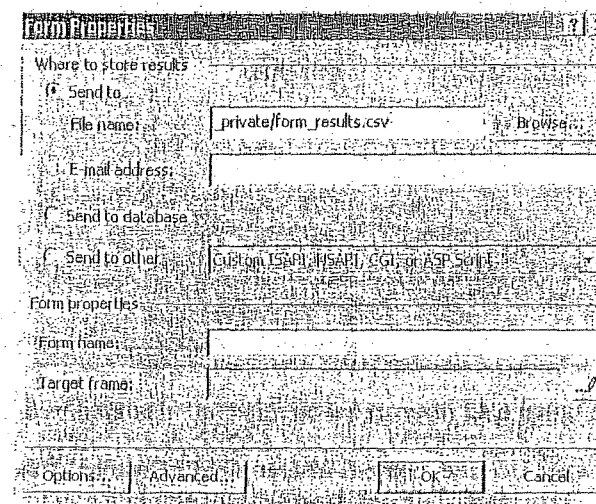 Form Properties ?
Where to store results
Send to
File name: _private/form_results.csv Browse...
E-mail address:
Send to database
Send to other Custom ISAPI, NSAPI, CGI, or ASP Script
Form properties
Form name:
Target frame:
Options... Advanced... OK Cancel